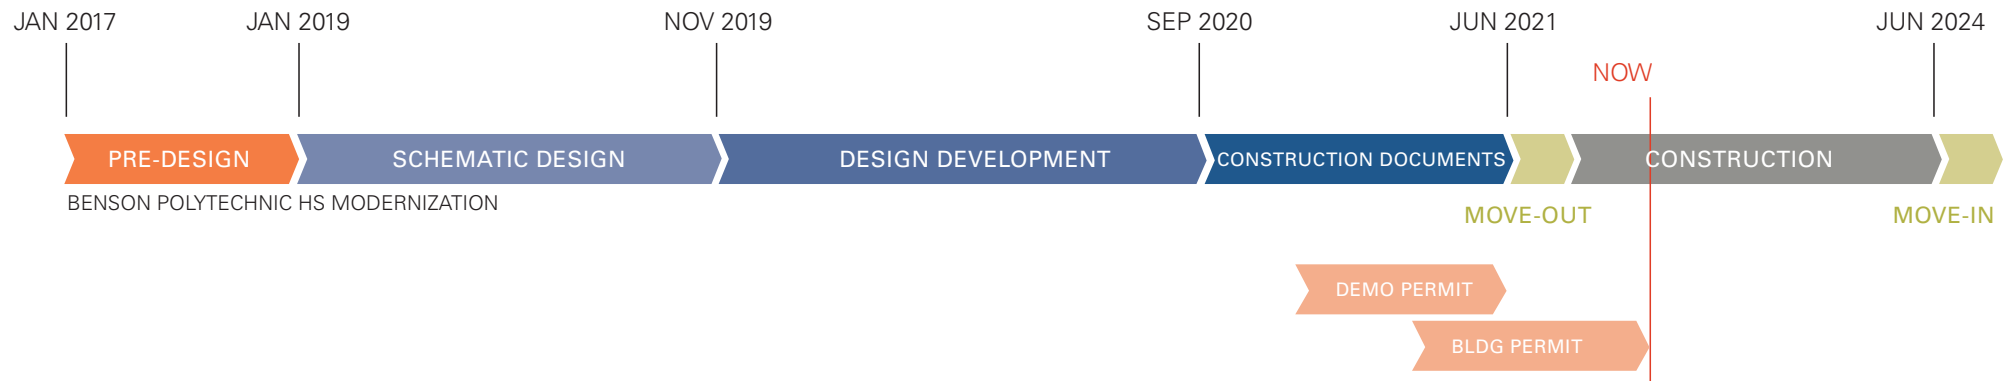 JAN 2017
JAN 2019
NOV 2019
SEP 2020
JUN 2021
JUN 2024
NOW
PRE-DESIGN
SCHEMATIC DESIGN
DESIGN DEVELOPMENT
CONSTRUCTION DOCUMENTS
CONSTRUCTION
BENSON POLYTECHNIC HS MODERNIZATION
MOVE-OUT
MOVE-IN
DEMO PERMIT
BLDG PERMIT